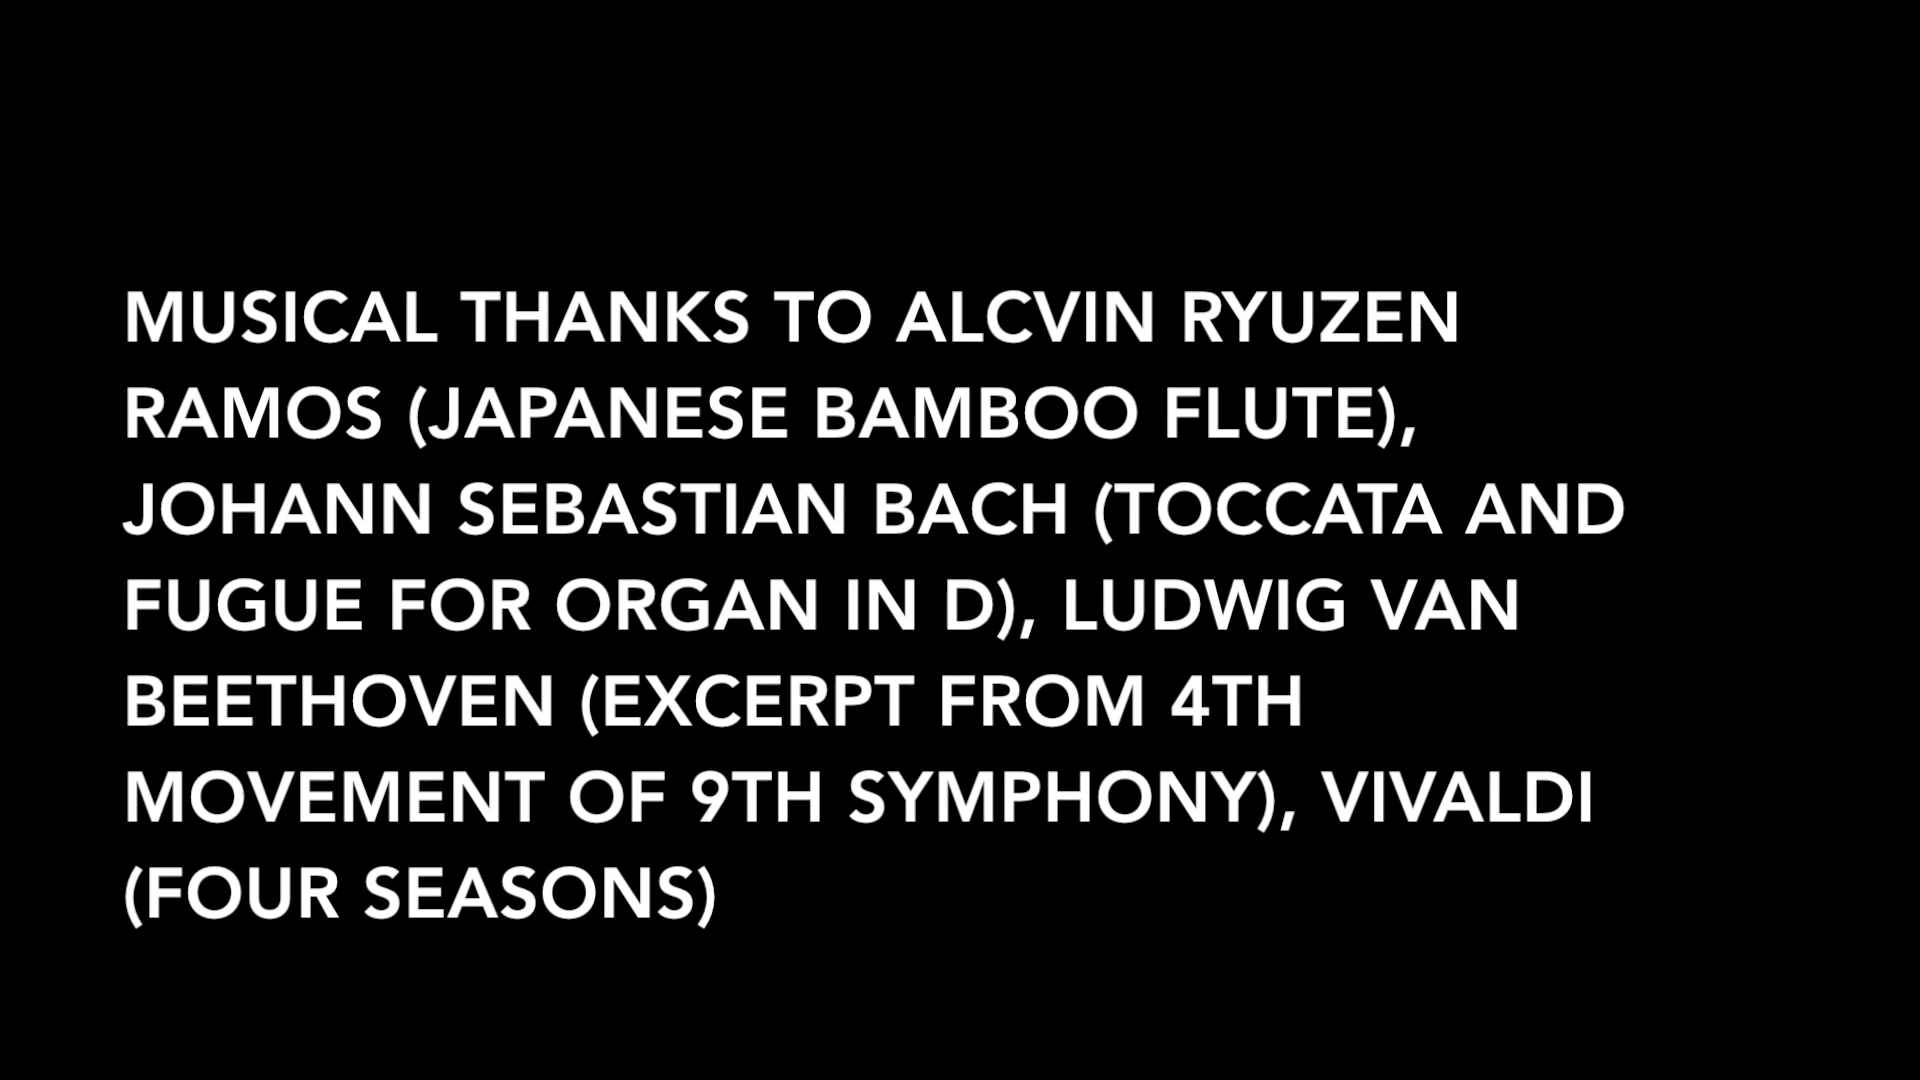 MUSICAL THANKS TO ALCVIN RYUZEN
RAMOS (JAPANESE BAMBOO FLUTE),
JOHANN SEBASTIAN BACH (TOCCATA AND
FUGUE FOR ORGAN IN D), LUDWIG VAN
BEETHOVEN (EXCERPT FROM 4TH
MOVEMENT OF 9TH SYMPHONY), VIVALDI
(FOUR SEASONS)